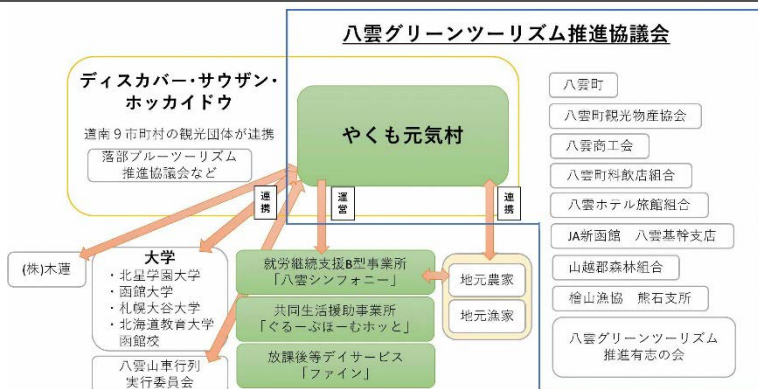 八雲グリーンツーリズム推進協議会
ディスカバー・サウザン・
ホッカイドウ
道南9市町村の観光団体が連携
落部ブルーツーリズム
推進協議会など
やくも元気村
連携
運営
連携
(株)木蓮
大学
・北星学園大学
・函館大学
・札幌大谷大学
・北海道教育大学
函館校
八雲山車行列
実行委員会
就労継続支援B型事業所
「八雲シンフォニー」
共同生活援助事業所
「ぐるーぷほーむホッと」
放課後等デイサービス
「ファイン」
地元農家
地元漁家
八雲町
八雲町観光物産協会
八雲商工会
八雲町料飲店組合
八雲ホテル旅館組合
JA新函館 八雲基幹支店
山越郡森林組合
檜山漁協 熊石支所
八雲グリーンツーリズム
推進有志の会